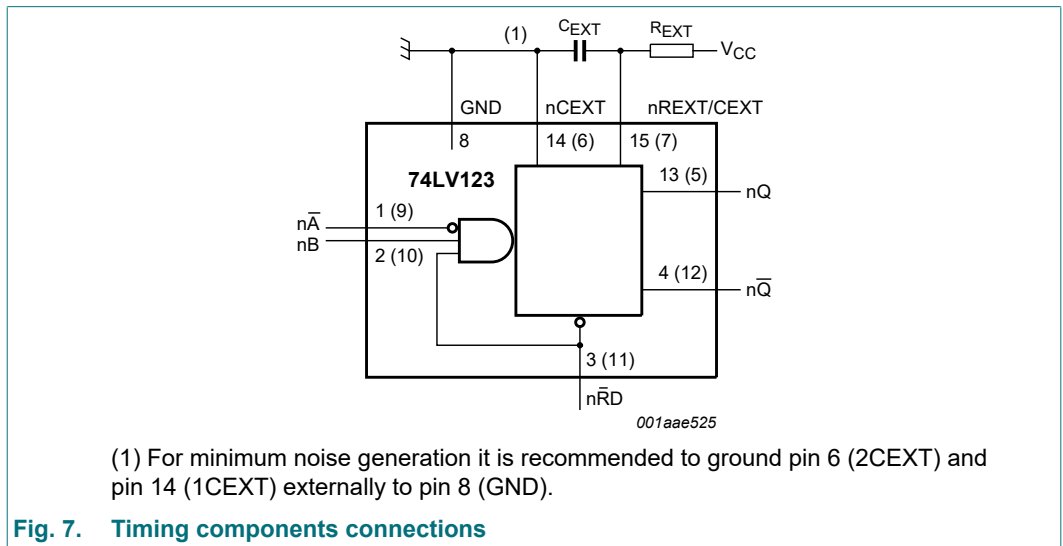 (1)
CEXT
REXT
VCC
GND
nCEXT
nREXT/CEXT
8
14 (6)
15 (7)
74LV123
13 (5)
nQ
1 (9)
nA̅
nB
2 (10)
4 (12)
nQ̅
3 (11)
nR̅D
001aae525
(1) For minimum noise generation it is recommended to ground pin 6 (2CEXT) and
pin 14 (1CEXT) externally to pin 8 (GND).
Fig. 7. Timing components connections